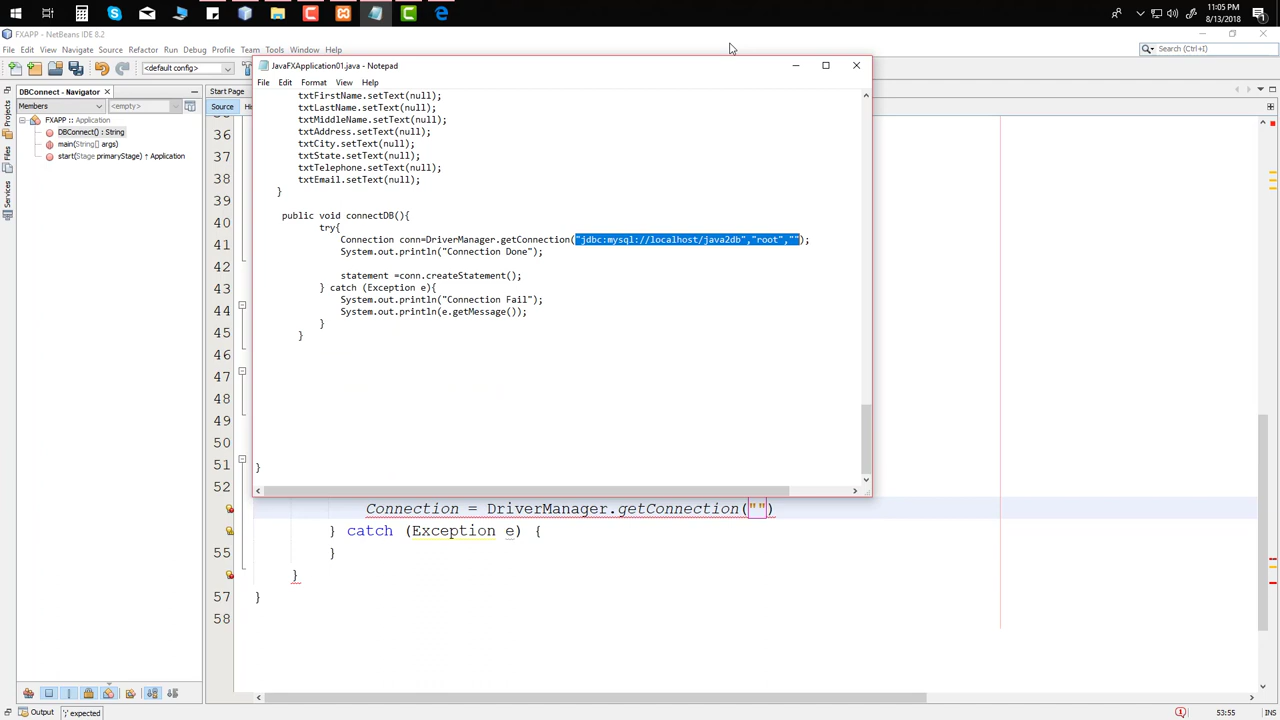 11:05 PM
8/13/2018
FXAPP - NetBeans IDE 8.2
File Edit View Navigate Source Refactor Run Debug Profile Team Tools Window Help
Search (Ctrl+I)
<default config>
DBConnect - Navigator
Start Page
Members
<empty>
Source
FXAPP :: Application
DBConnect() : String
main(String[] args)
start(Stage primaryStage) ↑ Application
Projects
Files
Services
JavaFXApplication01.java - Notepad
File Edit Format View Help
txtFirstName.setText(null);
txtLastName.setText(null);
txtMiddleName.setText(null);
txtAddress.setText(null);
txtCity.setText(null);
txtState.setText(null);
txtTelephone.setText(null);
txtEmail.setText(null);
}
public void connectDB(){
try{
Connection conn=DriverManager.getConnection("jdbc:mysql://localhost/java2db","root","");
System.out.println("Connection Done");
statement =conn.createStatement();
} catch (Exception e){
System.out.println("Connection Fail");
System.out.println(e.getMessage());
}
}
}
36
37
38
39
40
41
42
43
44
45
46
47
48
49
50
51
52
Connection = DriverManager.getConnection("")
} catch (Exception e) {
55 }
}
57 }
58
Output
';' expected
53:55
INS